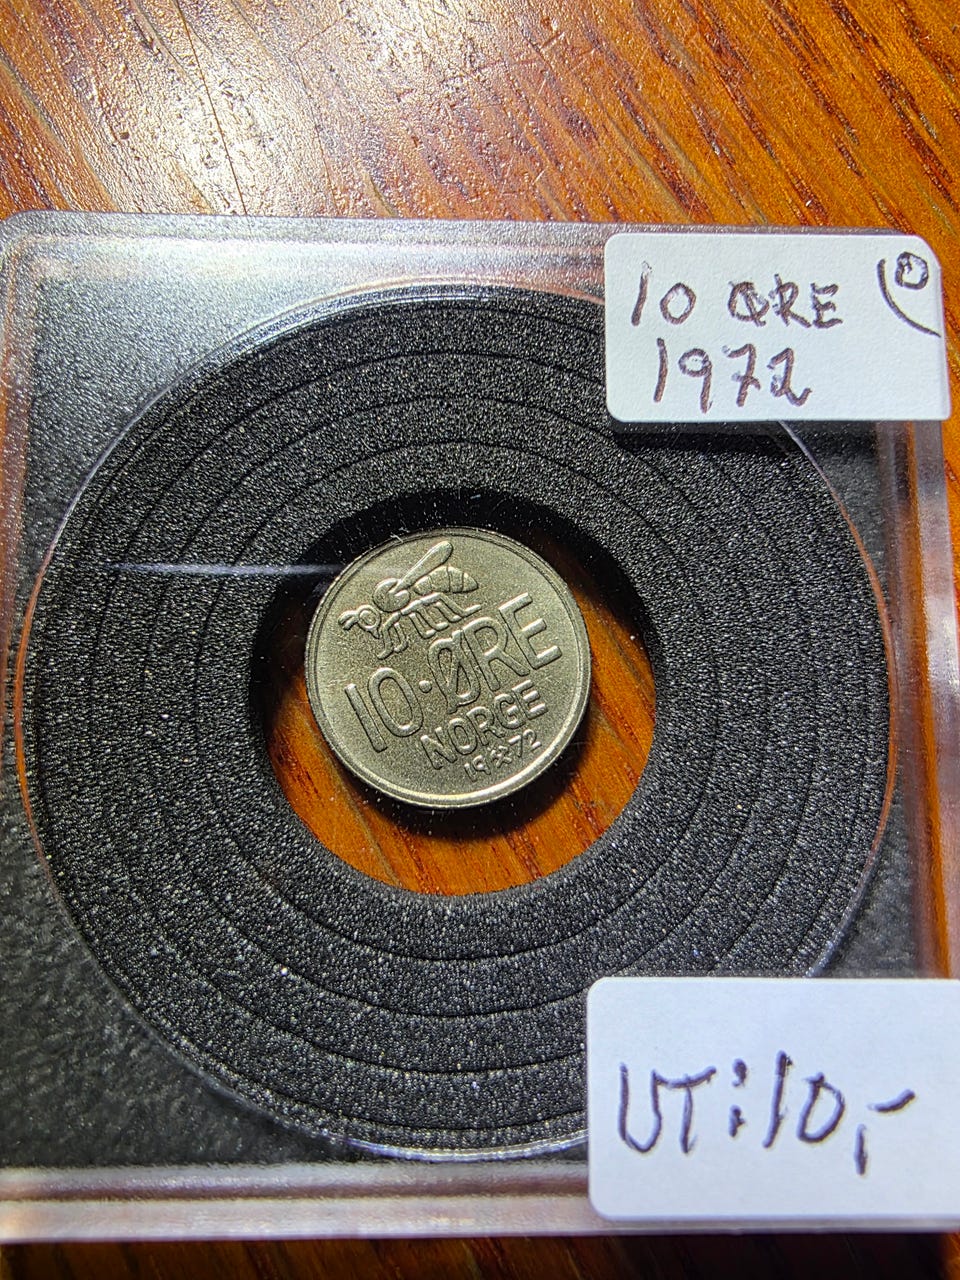 10 ØRE
1972
10·ØRE
NORGE
19⚒72
UT: 10,-